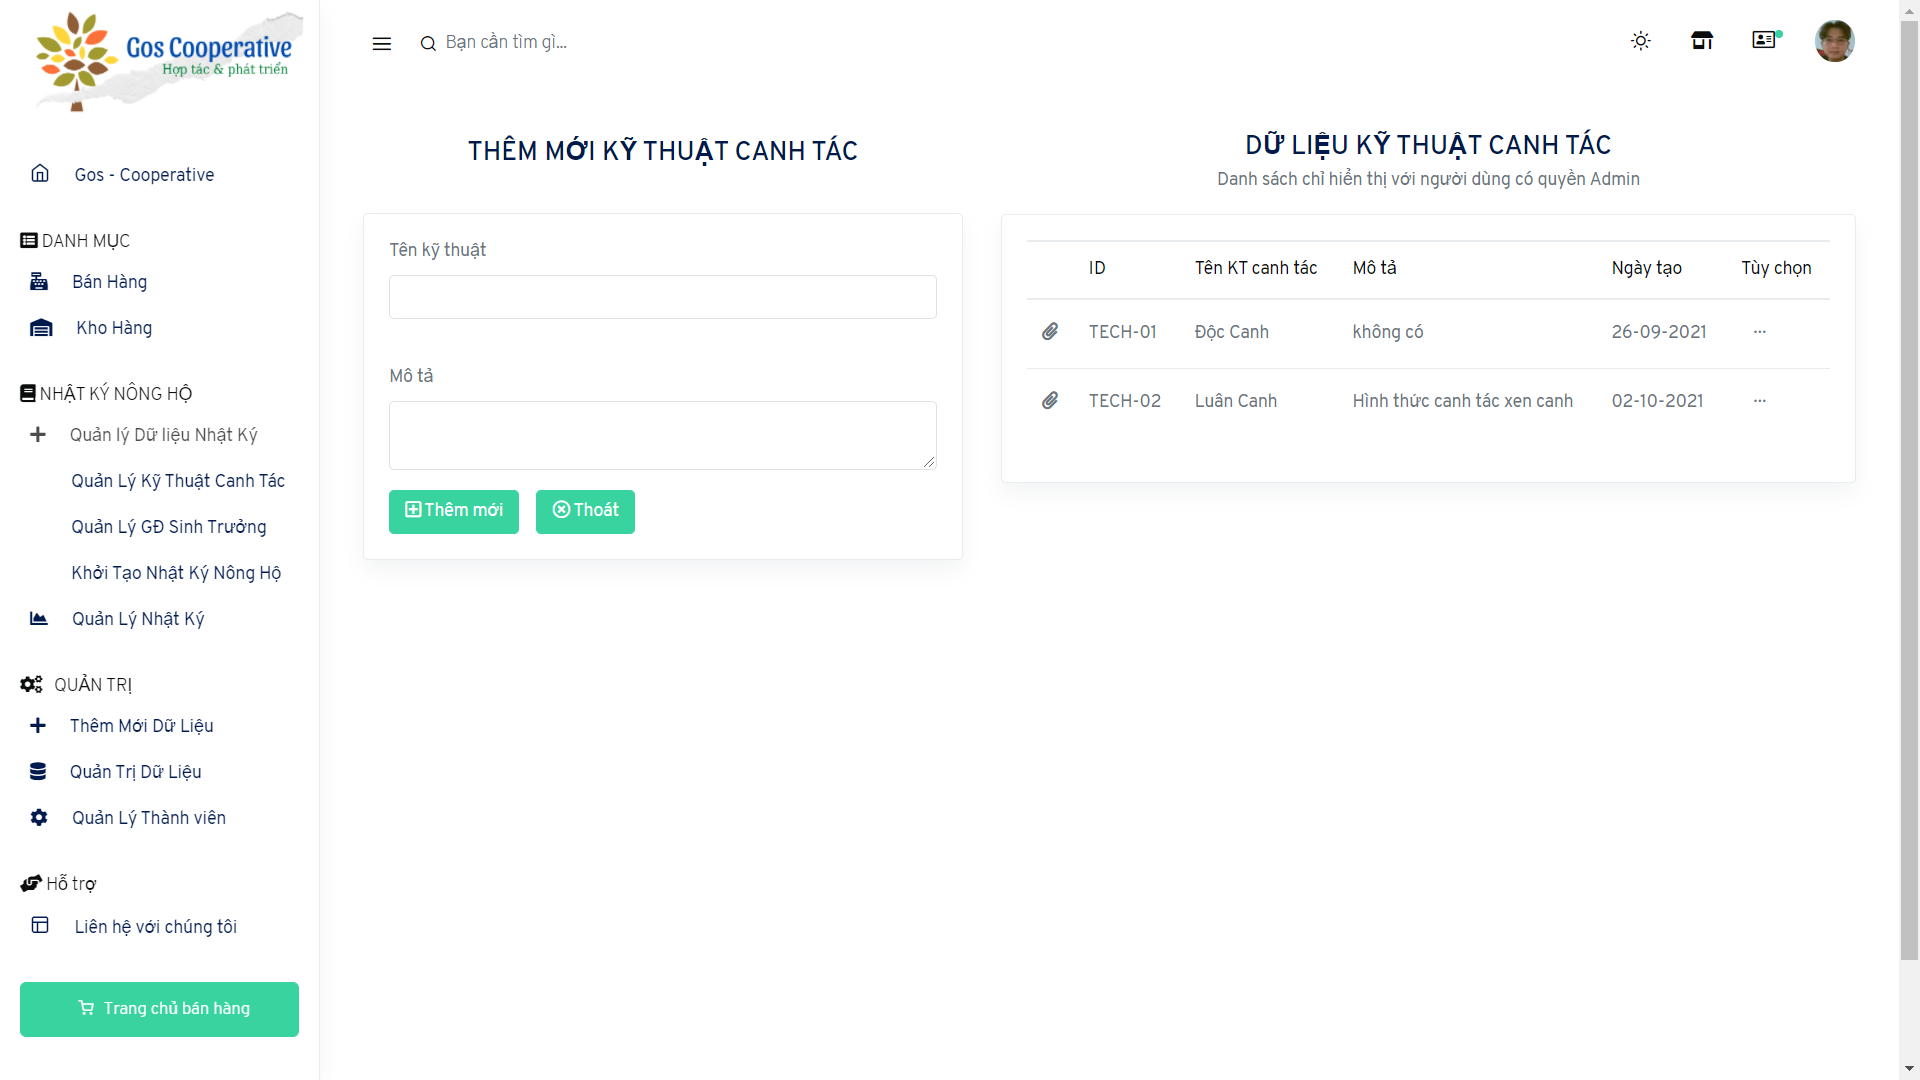 Gos Cooperative
Hợp tác & phát triển
Gos - Cooperative
DANH MỤC
Bán Hàng
Kho Hàng
NHẬT KÝ NÔNG HỘ
Quản lý Dữ liệu Nhật Ký
Quản Lý Kỹ Thuật Canh Tác
Quản Lý GĐ Sinh Trưởng
Khởi Tạo Nhật Ký Nông Hộ
Quản Lý Nhật Ký
QUẢN TRỊ
Thêm Mới Dữ Liệu
Quản Trị Dữ Liệu
Quản Lý Thành viên
Hỗ trợ
Liên hệ với chúng tôi
Trang chủ bán hàng
Bạn cần tìm gì...
THÊM MỚI KỸ THUẬT CANH TÁC
Tên kỹ thuật
Mô tả
Thêm mới Thoát
DỮ LIỆU KỸ THUẬT CANH TÁC
Danh sách chỉ hiển thị với người dùng có quyền Admin
ID Tên KT canh tác Mô tả Ngày tạo Tùy chọn
TECH-01 Độc Canh không có 26-09-2021 ...
TECH-02 Luân Canh Hình thức canh tác xen canh 02-10-2021 ...